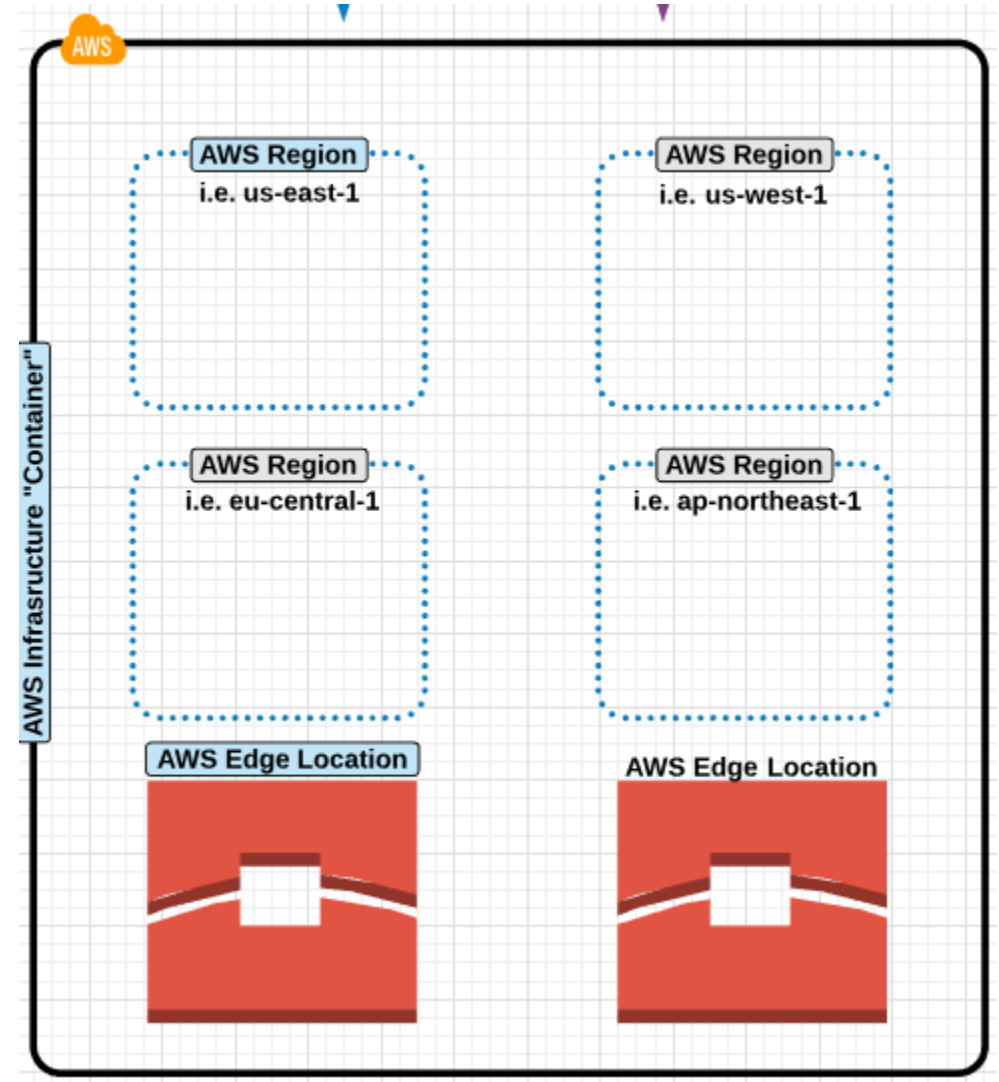 AWS
AWS Region
i.e. us-east-1
AWS Region
i.e. us-west-1
AWS Infrasructure "Container"
AWS Region
i.e. eu-central-1
AWS Region
i.e. ap-northeast-1
AWS Edge Location
AWS Edge Location